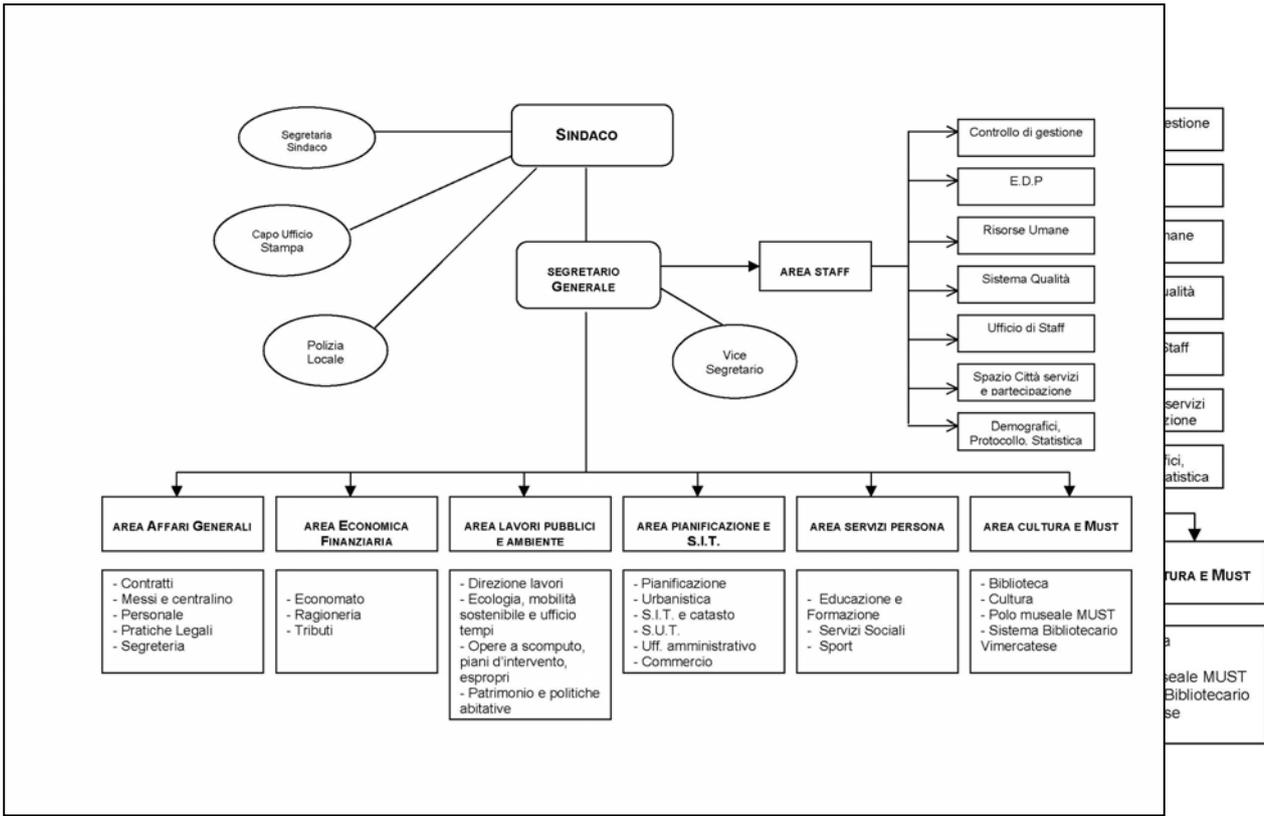 Segretaria
Sindaco
SINDACO
Capo Ufficio
Stampa
Polizia
Locale
SEGRETARIO
GENERALE
Vice
Segretario
AREA STAFF
Controllo di gestione
E.D.P
Risorse Umane
Sistema Qualità
Ufficio di Staff
Spazio Città servizi
e partecipazione
Demografici,
Protocollo, Statistica
AREA AFFARI GENERALI
- Contratti
- Messi e centralino
- Personale
- Pratiche Legali
- Segreteria
AREA ECONOMICA
FINANZIARIA
- Economato
- Ragioneria
- Tributi
AREA LAVORI PUBBLICI
E AMBIENTE
- Direzione lavori
- Ecologia, mobilità
sostenibile e ufficio
tempi
- Opere a scomputo,
piani d'intervento,
espropri
- Patrimonio e politiche
abitative
AREA PIANIFICAZIONE E
S.I.T.
- Pianificazione
- Urbanistica
- S.I.T. e catasto
- S.U.T.
- Uff. amministrativo
- Commercio
AREA SERVIZI PERSONA
- Educazione e
Formazione
- Servizi Sociali
- Sport
AREA CULTURA E MUST
- Biblioteca
- Cultura
- Polo museale MUST
- Sistema Bibliotecario
Vimercatese
estione
mane
ualità
Staff
servizi
zione
fici,
atistica
TURA E MUST
a
seale MUST
Bibliotecario
se